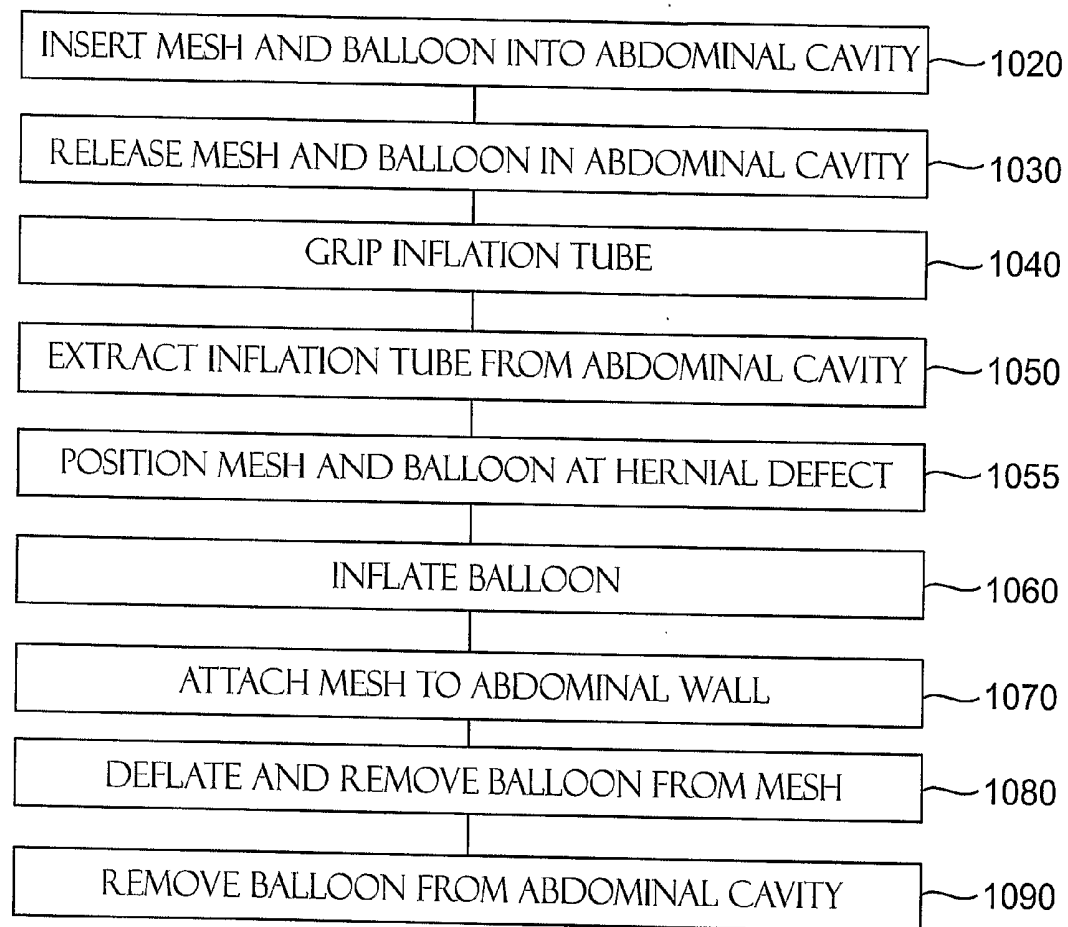 INSERT MESH AND BALLOON INTO ABDOMINAL CAVITY 1020
RELEASE MESH AND BALLOON IN ABDOMINAL CAVITY 1030
GRIP INFLATION TUBE 1040
EXTRACT INFLATION TUBE FROM ABDOMINAL CAVITY 1050
POSITION MESH AND BALLOON AT HERNIAL DEFECT 1055
INFLATE BALLOON 1060
ATTACH MESH TO ABDOMINAL WALL 1070
DEFLATE AND REMOVE BALLOON FROM MESH 1080
REMOVE BALLOON FROM ABDOMINAL CAVITY 1090